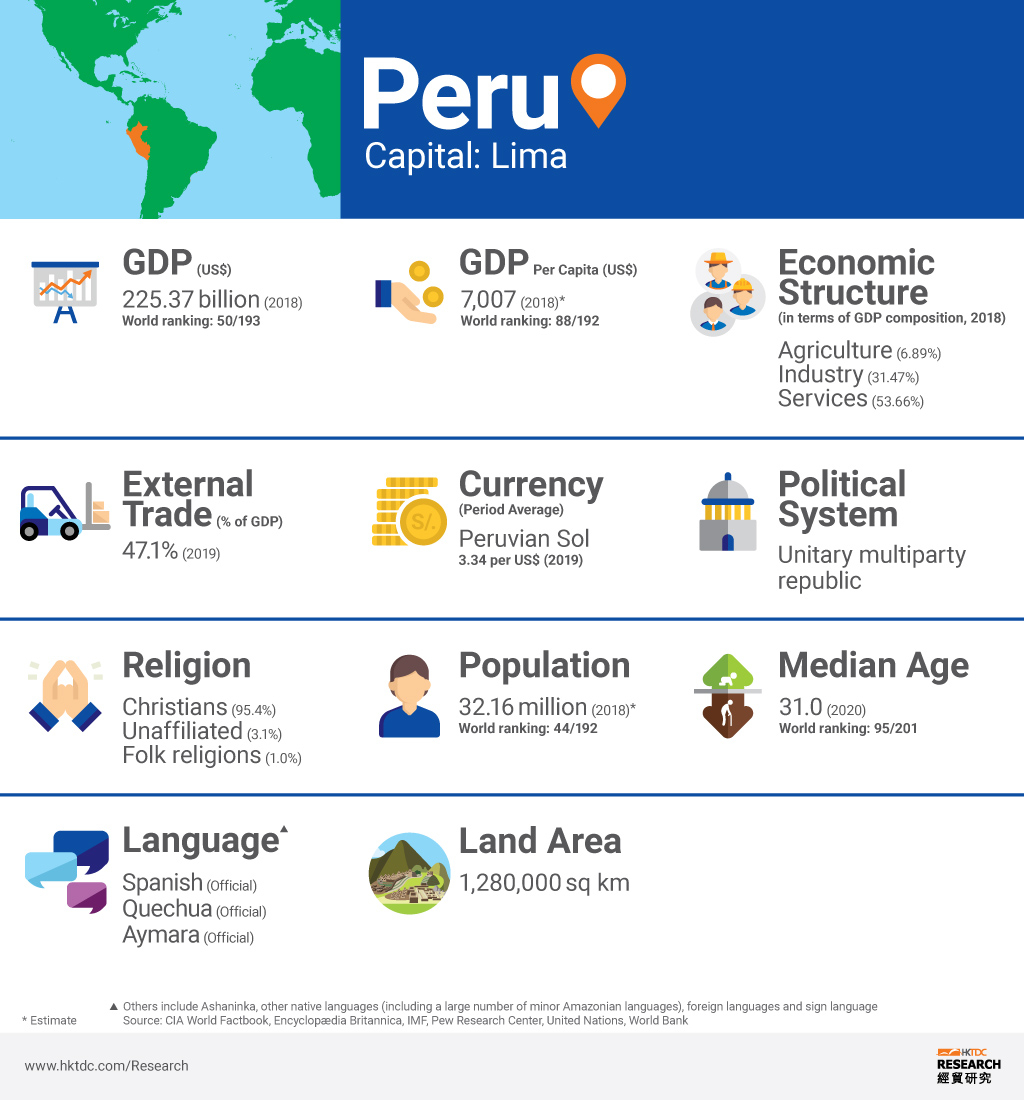 Peru
Capital: Lima
GDP (US$)
225.37 billion (2018)
World ranking: 50/193
GDP Per Capita (US$)
7,007 (2018)*
World ranking: 88/192
Economic
Structure
(in terms of GDP composition, 2018)
Agriculture (6.89%)
Industry (31.47%)
Services (53.66%)
External
Trade (% of GDP)
47.1% (2019)
S/.
Currency
(Period Average)
Peruvian Sol
3.34 per US$ (2019)
Political
System
Unitary multiparty
republic
Religion
Christians (95.4%)
Unaffiliated (3.1%)
Folk religions (1.0%)
Population
32.16 million (2018)*
World ranking: 44/192
Median Age
31.0 (2020)
World ranking: 95/201
Language▲
Spanish (Official)
Quechua (Official)
Aymara (Official)
Land Area
1,280,000 sq km
▲ Others include Ashaninka, other native languages (including a large number of minor Amazonian languages), foreign languages and sign language
* Estimate
Source: CIA World Factbook, Encyclopædia Britannica, IMF, Pew Research Center, United Nations, World Bank
www.hktdc.com/Research
HKTDC
RESEARCH
經貿研究